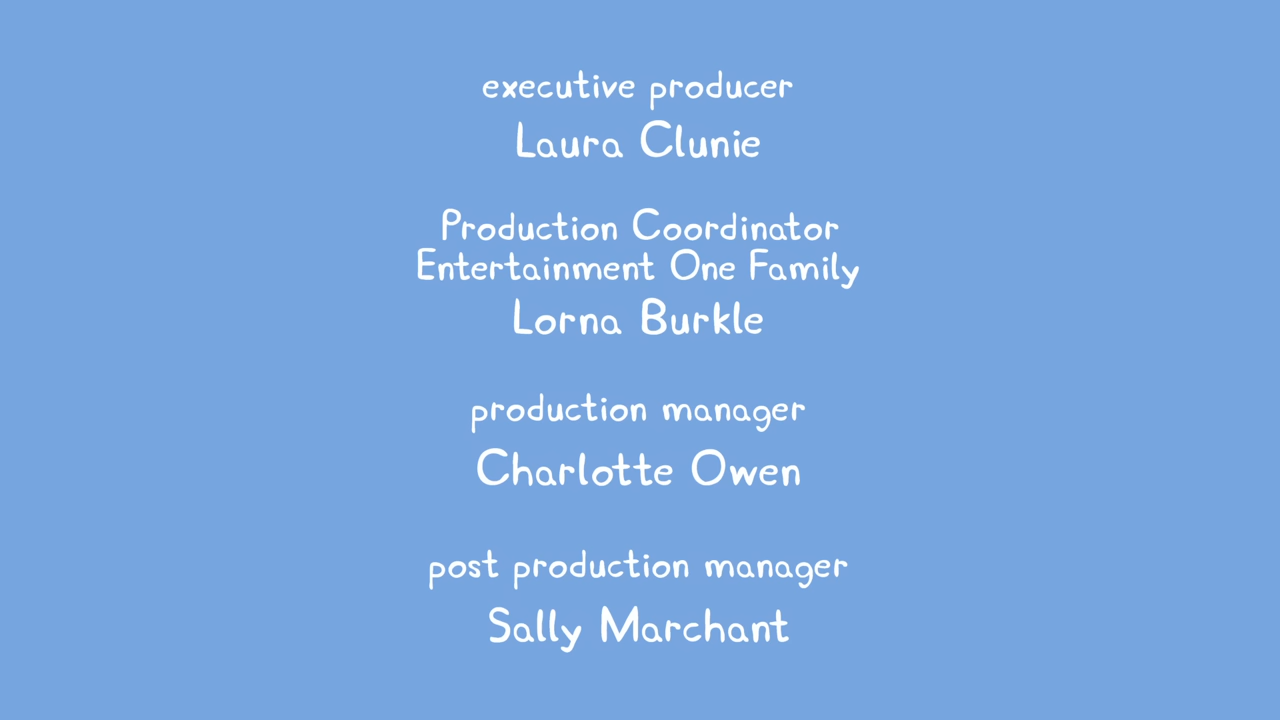 executive producer
Laura Clunie
Production Coordinator
Entertainment One Family
Lorna Burkle
production manager
Charlotte Owen
post production manager
Sally Marchant